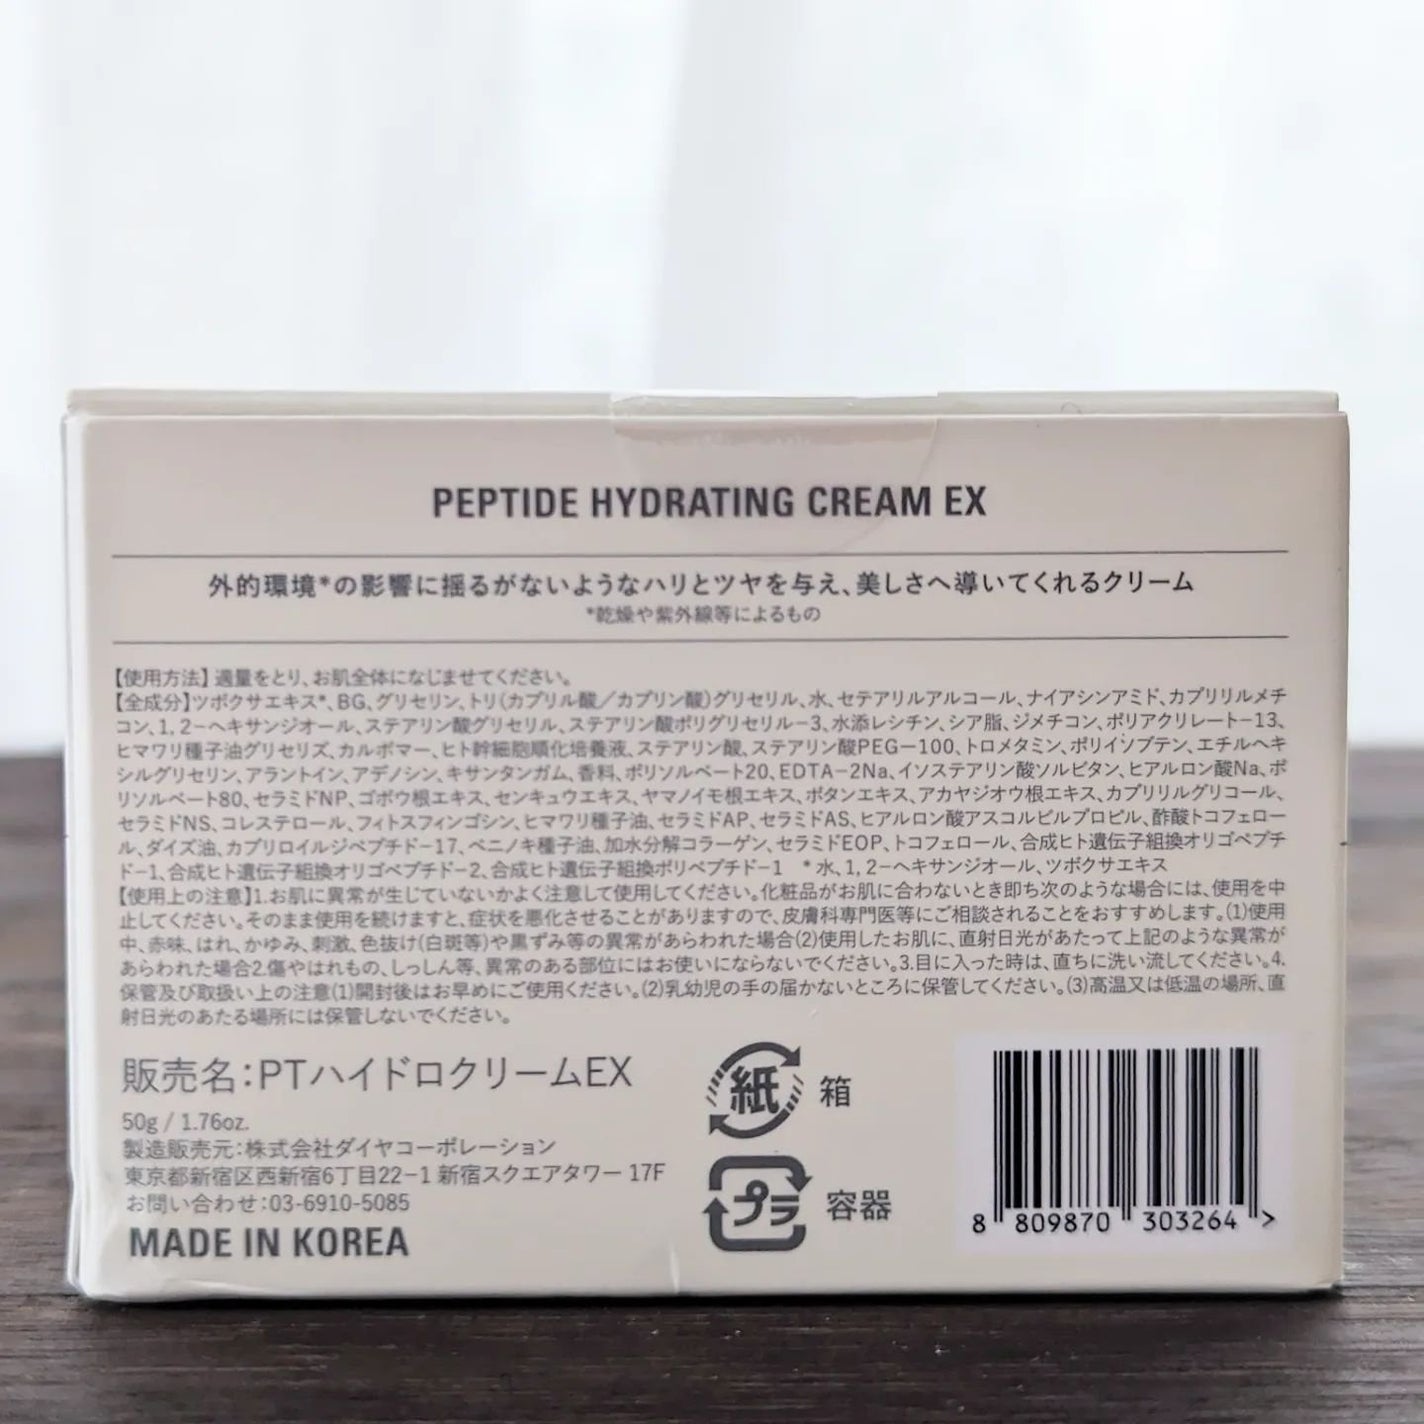 PEPTIDE HYDRATING CREAM EX
外的環境*の影響に揺るがないようなハリとツヤを与え、美しさへ導いてくれるクリーム
*乾燥や紫外線等によるもの
【使用方法】適量をとり、お肌全体になじませてください。
【全成分】ツボクサエキス*、BG、グリセリン、トリ(カプリル酸／カプリン酸)グリセリル、水、セテアリルアルコール、ナイアシンアミド、カプリリルメチ
コン、1,2−ヘキサンジオール、ステアリン酸グリセリル、ステアリン酸ポリグリセリル−3、水添レシチン、シア脂、ジメチコン、ポリアクリレート−13、
ヒマワリ種子油グリセリズ、カルボマー、ヒト幹細胞順化培養液、ステアリン酸、ステアリン酸PEG−100、トロメタミン、ポリイソブテン、エチルヘキ
シルグリセリン、アラントイン、アデノシン、キサンタンガム、香料、ポリソルベート20、EDTA−2Na、イソステアリン酸ソルビタン、ヒアルロン酸Na、ポ
リソルベート80、セラミドNP、ゴボウ根エキス、センキュウエキス、ヤマノイモ根エキス、ボタンエキス、アカヤジオウ根エキス、カプリリルグリコール、
セラミドNS、コレステロール、フィトスフィンゴシン、ヒマワリ種子油、セラミドAP、セラミドAS、ヒアルロン酸アスコルビルプロピル、酢酸トコフェロー
ル、ダイズ油、カプロイルジペプチド−17、ベニノキ種子油、加水分解コラーゲン、セラミドEOP、トコフェロール、合成ヒト遺伝子組換オリゴペプチ
ド−1、合成ヒト遺伝子組換オリゴペプチド−2、合成ヒト遺伝子組換ポリペプチド−1　*水、1,2−ヘキサンジオール、ツボクサエキス
【使用上の注意】1.お肌に異常が生じていないかよく注意して使用してください。化粧品がお肌に合わないとき即ち次のような場合には、使用を中
止してください。そのまま使用を続けますと、症状を悪化させることがありますので、皮膚科専門医等にご相談されることをおすすめします。(1)使用
中、赤味、はれ、かゆみ、刺激、色抜け(白斑等)や黒ずみ等の異常があらわれた場合(2)使用したお肌に、直射日光があたって上記のような異常が
あらわれた場合2.傷やはれもの、しっしん等、異常のある部位にはお使いにならないでください。3.目に入った時は、直ちに洗い流してください。4.
保管及び取扱い上の注意(1)開封後はお早めにご使用ください。(2)乳幼児の手の届かないところに保管してください。(3)高温又は低温の場所、直
射日光のあたる場所には保管しないでください。
販売名：PTハイドロクリームEX
50g / 1.76oz.
製造販売元：株式会社ダイヤコーポレーション
東京都新宿区西新宿6丁目22−1 新宿スクエアタワー 17F
お問い合わせ：03-6910-5085
MADE IN KOREA
紙 箱
プラ 容器
8 809870 303264 >